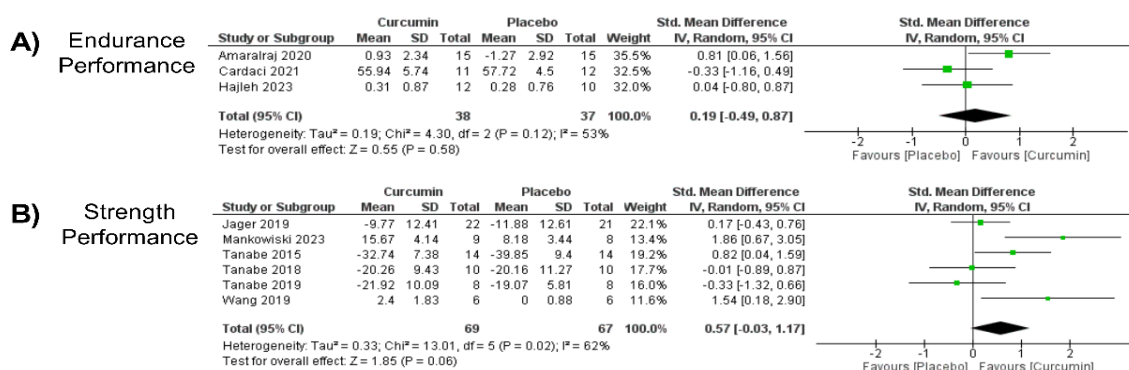 A) Endurance Performance
Curcumin Placebo Std. Mean Difference Std. Mean Difference
Study or Subgroup Mean SD Total Mean SD Total Weight IV, Random, 95% CI IV, Random, 95% CI
Amaralraj 2020 0.93 2.34 15 -1.27 2.92 15 35.5% 0.81 [0.06, 1.56]
Cardaci 2021 55.94 5.74 11 57.72 4.5 12 32.5% -0.33 [-1.16, 0.49]
Hajleh 2023 0.31 0.87 12 0.28 0.76 10 32.0% 0.04 [-0.80, 0.87]
Total (95% CI) 38 37 100.0% 0.19 [-0.49, 0.87]
Heterogeneity: Tau² = 0.19; Chi² = 4.30, df = 2 (P = 0.12); I² = 53%
Test for overall effect: Z = 0.55 (P = 0.58)
-2 -1 0 1 2
Favours [Placebo] Favours [Curcumin]
B) Strength Performance
Curcumin Placebo Std. Mean Difference Std. Mean Difference
Study or Subgroup Mean SD Total Mean SD Total Weight IV, Random, 95% CI IV, Random, 95% CI
Jager 2019 -9.77 12.41 22 -11.88 12.61 21 22.1% 0.17 [-0.43, 0.76]
Mankowiski 2023 15.67 4.14 9 8.18 3.44 8 13.4% 1.86 [0.67, 3.05]
Tanabe 2015 -32.74 7.38 14 -39.85 9.4 14 19.2% 0.82 [0.04, 1.59]
Tanabe 2018 -20.26 9.43 10 -20.16 11.27 10 17.7% -0.01 [-0.89, 0.87]
Tanabe 2019 -21.92 10.09 8 -19.07 5.81 8 16.0% -0.33 [-1.32, 0.66]
Wang 2019 2.4 1.83 6 0 0.88 6 11.6% 1.54 [0.18, 2.90]
Total (95% CI) 69 67 100.0% 0.57 [-0.03, 1.17]
Heterogeneity: Tau² = 0.33; Chi² = 13.01, df = 5 (P = 0.02); I² = 62%
Test for overall effect: Z = 1.85 (P = 0.06)
-2 -1 0 1 2
Favours [Placebo] Favours [Curcumin]